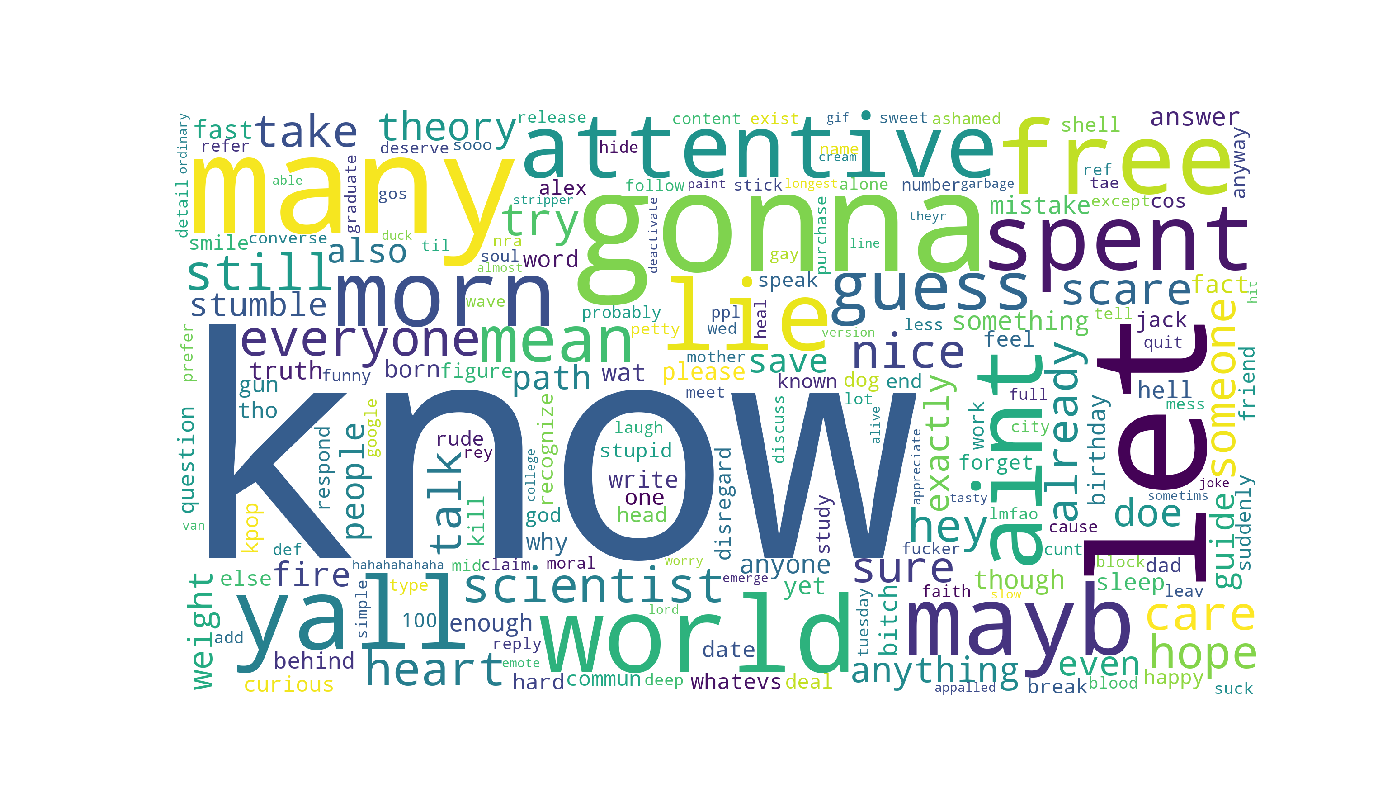 ordinary
fast
take
theory
release
content
exist
gif
sweet
ashamed
shell
answer
refer
many
deserve
sooo
attentive
hide
name
cream
free
anyway
detail
able
graduate
gos
alex
stripper
follow
paint
stick
longest
alone
number
garbage
ref
tae
except
cos
smile
converse
also
duck
til
nra
try
gonna
deactivate
purchase
theyr
mistake
spent
still
soul
word
almost
gay
line
speak
guess
scare
fact
hit
stumble
morn
wave
probably
lie
ppl
heal
version
less
something
tell
jack
someone
prefer
everyone
mean
petty
wed
nice
feel
quit
truth
funny
born
figure
path
wat
mother
please
save
known
dog
end
let
hell
friend
gun
know
meet
lot
exactly
aint
full
already
mess
tho
question
respond
people
google
talk
rude
rey
college
recognize
laugh
stupid
discuss
alive
appreciate
work
city
birthday
write
one
head
disregard
forget
joke
tasty
sometims
kpop
van
kill
god
why
study
hey
lmfao
cause
doe
guide
suddenly
def
hahahahahaha
mid
claim
moral
worry
anyone
fucker
cunt
block
dad
weight
else
fire
type
scientist
emerge
yet
sure
faith
slow
though
sleep
leav
yall
simple
100
enough
lord
world
tuesday
bitch
mayb
care
add
behind
reply
date
hope
curious
heart
emote
hard
commun
deep
whatevs
deal
anything
appalled
even
break
blood
happy
suck